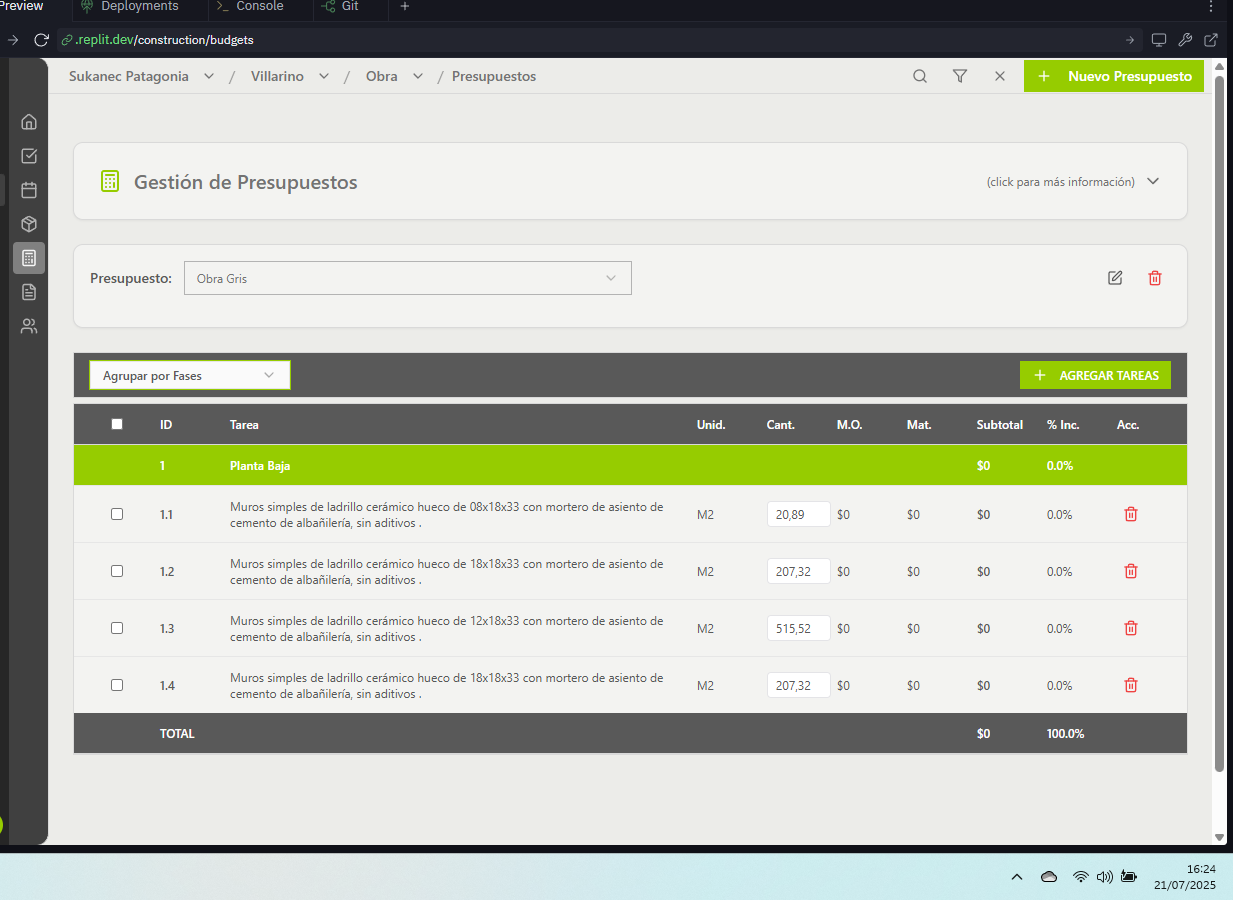 Preview Deployments >_ Console Git +
.replit.dev/construction/budgets
Sukanec Patagonia / Villarino / Obra / Presupuestos + Nuevo Presupuesto
Gestión de Presupuestos (click para más información)
Presupuesto: Obra Gris
Agrupar por Fases + AGREGAR TAREAS
ID Tarea Unid. Cant. M.O. Mat. Subtotal % Inc. Acc.
1 Planta Baja $0 0.0%
1.1 Muros simples de ladrillo cerámico hueco de 08x18x33 con mortero de asiento de
cemento de albañilería, sin aditivos . M2 20,89 $0 $0 $0 0.0%
1.2 Muros simples de ladrillo cerámico hueco de 18x18x33 con mortero de asiento de
cemento de albañilería, sin aditivos . M2 207,32 $0 $0 $0 0.0%
1.3 Muros simples de ladrillo cerámico hueco de 12x18x33 con mortero de asiento de
cemento de albañilería, sin aditivos . M2 515,52 $0 $0 $0 0.0%
1.4 Muros simples de ladrillo cerámico hueco de 18x18x33 con mortero de asiento de
cemento de albañilería, sin aditivos . M2 207,32 $0 $0 $0 0.0%
TOTAL $0 100.0%
16:24
21/07/2025